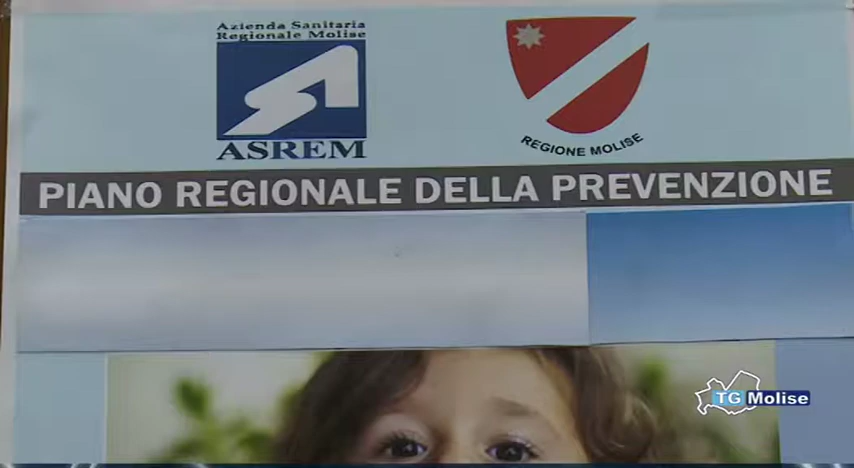 Azienda Sanitaria
Regionale Molise
ASREM
REGIONE MOLISE
PIANO REGIONALE DELLA PREVENZIONE
TG Molise